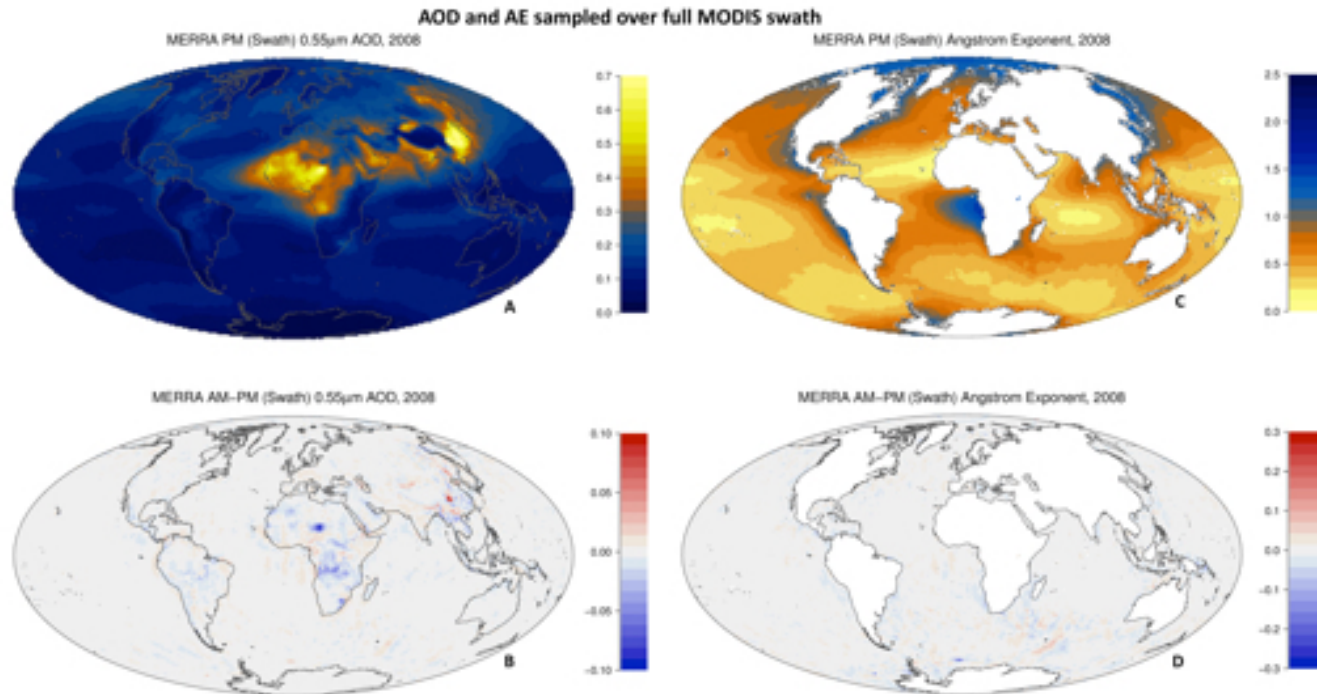 AOD and AE sampled over full MODIS swath
MERRA PM (Swath) 0.55µm AOD, 2008
0.7
0.6
0.5
0.4
0.3
0.2
0.1
0.0
A
MERRA PM (Swath) Angstrom Exponent, 2008
2.5
2.0
1.5
1.0
0.5
0.0
C
MERRA AM−PM (Swath) 0.55µm AOD, 2008
0.10
0.05
0.00
−0.05
−0.10
B
MERRA AM−PM (Swath) Angstrom Exponent, 2008
0.3
0.2
0.1
0.0
−0.1
−0.2
−0.3
D